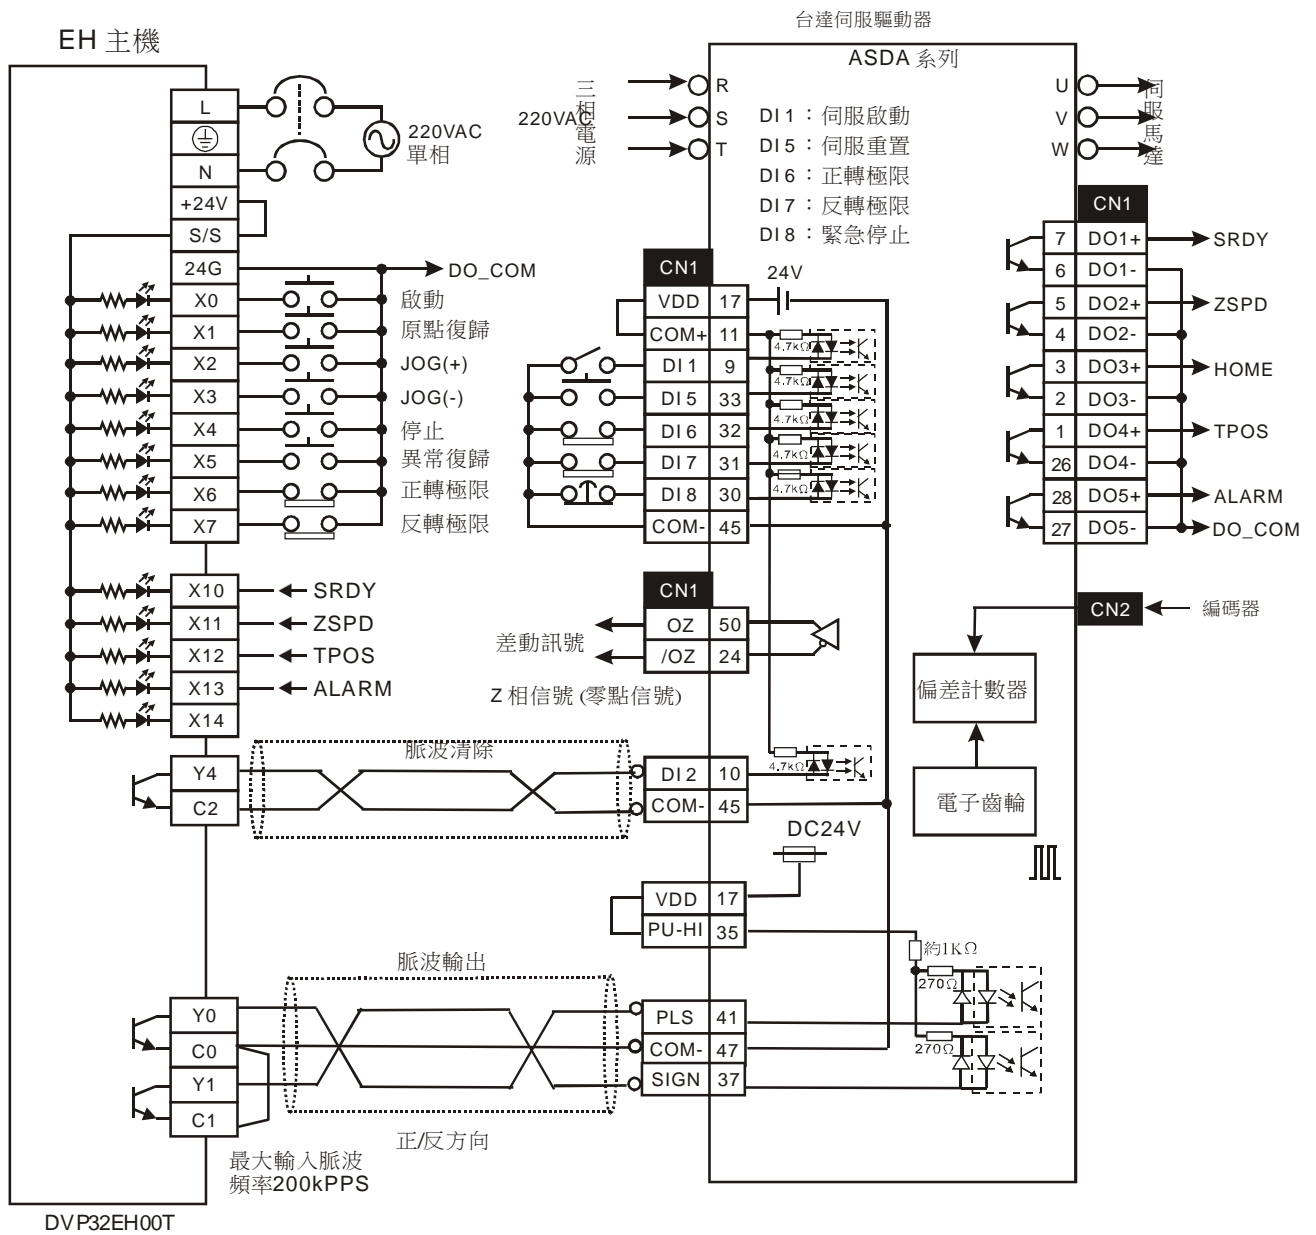 台達伺服驅動器
EH 主機
ASDA 系列
L
N
+24V
S/S
24G
X0
X1
X2
X3
X4
X5
X6
X7
220VAC
單相
DO_COM
啟動
原點復歸
JOG(+)
JOG(-)
停止
異常復歸
正轉極限
反轉極限
X10
X11
X12
X13
X14
SRDY
ZSPD
TPOS
ALARM
Y4
C2
脈波清除
Y0
C0
Y1
C1
脈波輸出
正/反方向
最大輸入脈波
頻率200kPPS
DVP32EH00T
三相電源
220VAC
R
S
T
DI1：伺服啟動
DI5：伺服重置
DI6：正轉極限
DI7：反轉極限
DI8：緊急停止
U
V
W
伺服馬達
CN1
VDD 17
COM+ 11
DI1 9
DI5 33
DI6 32
DI7 31
DI8 30
COM- 45
24V
4.7kΩ
4.7kΩ
4.7kΩ
4.7kΩ
4.7kΩ
CN1
OZ 50
/OZ 24
差動訊號
Z 相信號 (零點信號)
DI2 10
COM- 45
4.7kΩ
DC24V
VDD 17
PU-HI 35
約1KΩ
270Ω
270Ω
PLS 41
COM- 47
SIGN 37
CN1
7 DO1+ SRDY
6 DO1-
5 DO2+ ZSPD
4 DO2-
3 DO3+ HOME
2 DO3-
1 DO4+ TPOS
26 DO4-
28 DO5+ ALARM
27 DO5- DO_COM
CN2
編碼器
偏差計數器
電子齒輪